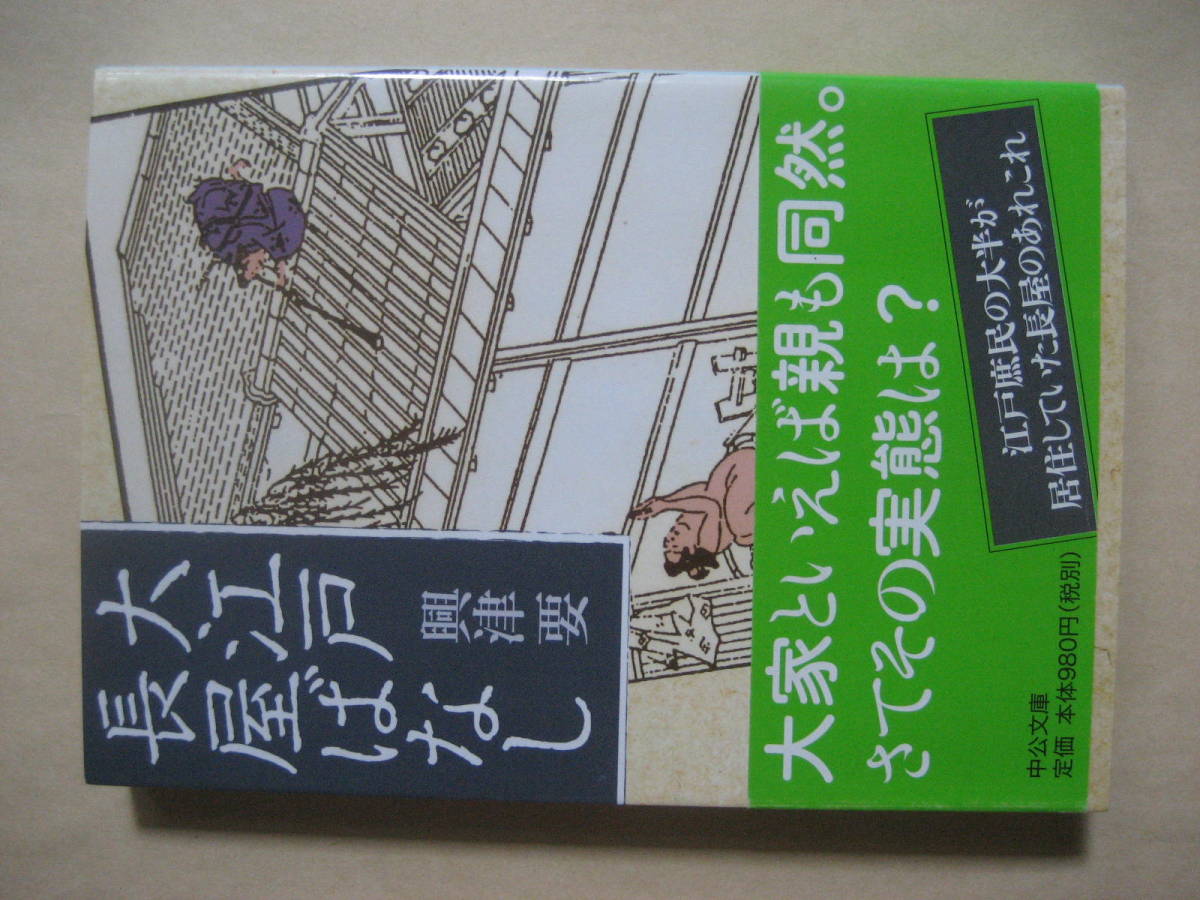 大江戸
長屋ばなし
興津要
大家といえば親も同然。
さてその実態は？
江戸庶民の大半が
居住していた長屋のあれこれ
中公文庫
定価 本体980円(税別)